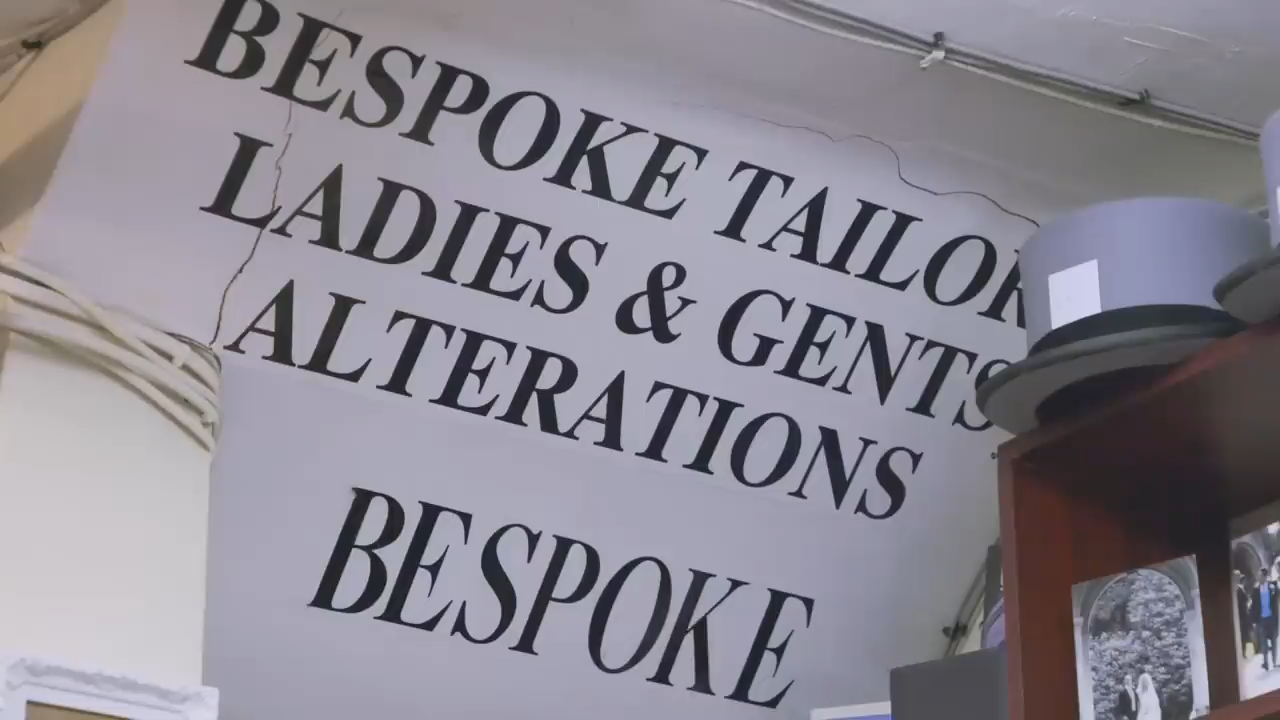 BESPOKE TAILOR
LADIES & GENTS
ALTERATIONS
BESPOKE